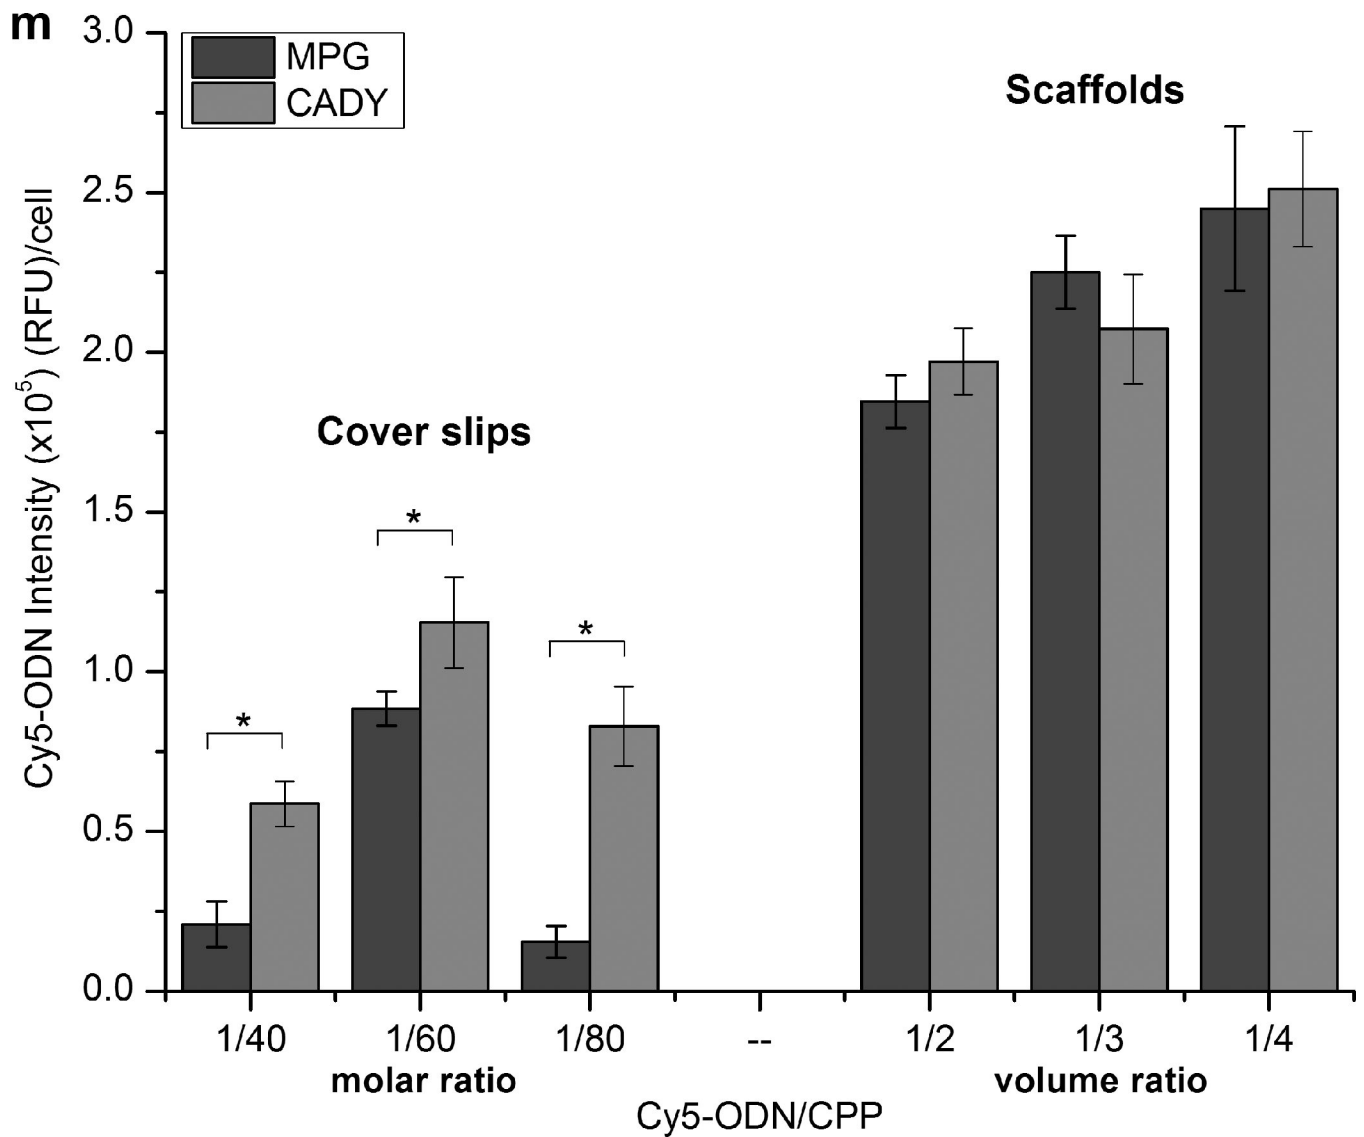 m
MPG
CADY
Scaffolds
Cover slips
Cy5-ODN Intensity (x10⁵) (RFU)/cell
3.0
2.5
2.0
1.5
1.0
0.5
0.0
*
*
*
1/40 1/60 1/80 -- 1/2 1/3 1/4
molar ratio volume ratio
Cy5-ODN/CPP